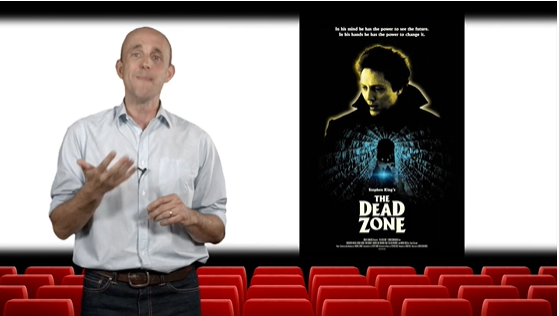 In his mind he has the power to see the future.
In his hands he has the power to change it.
Stephen King's
THE
DEAD
ZONE